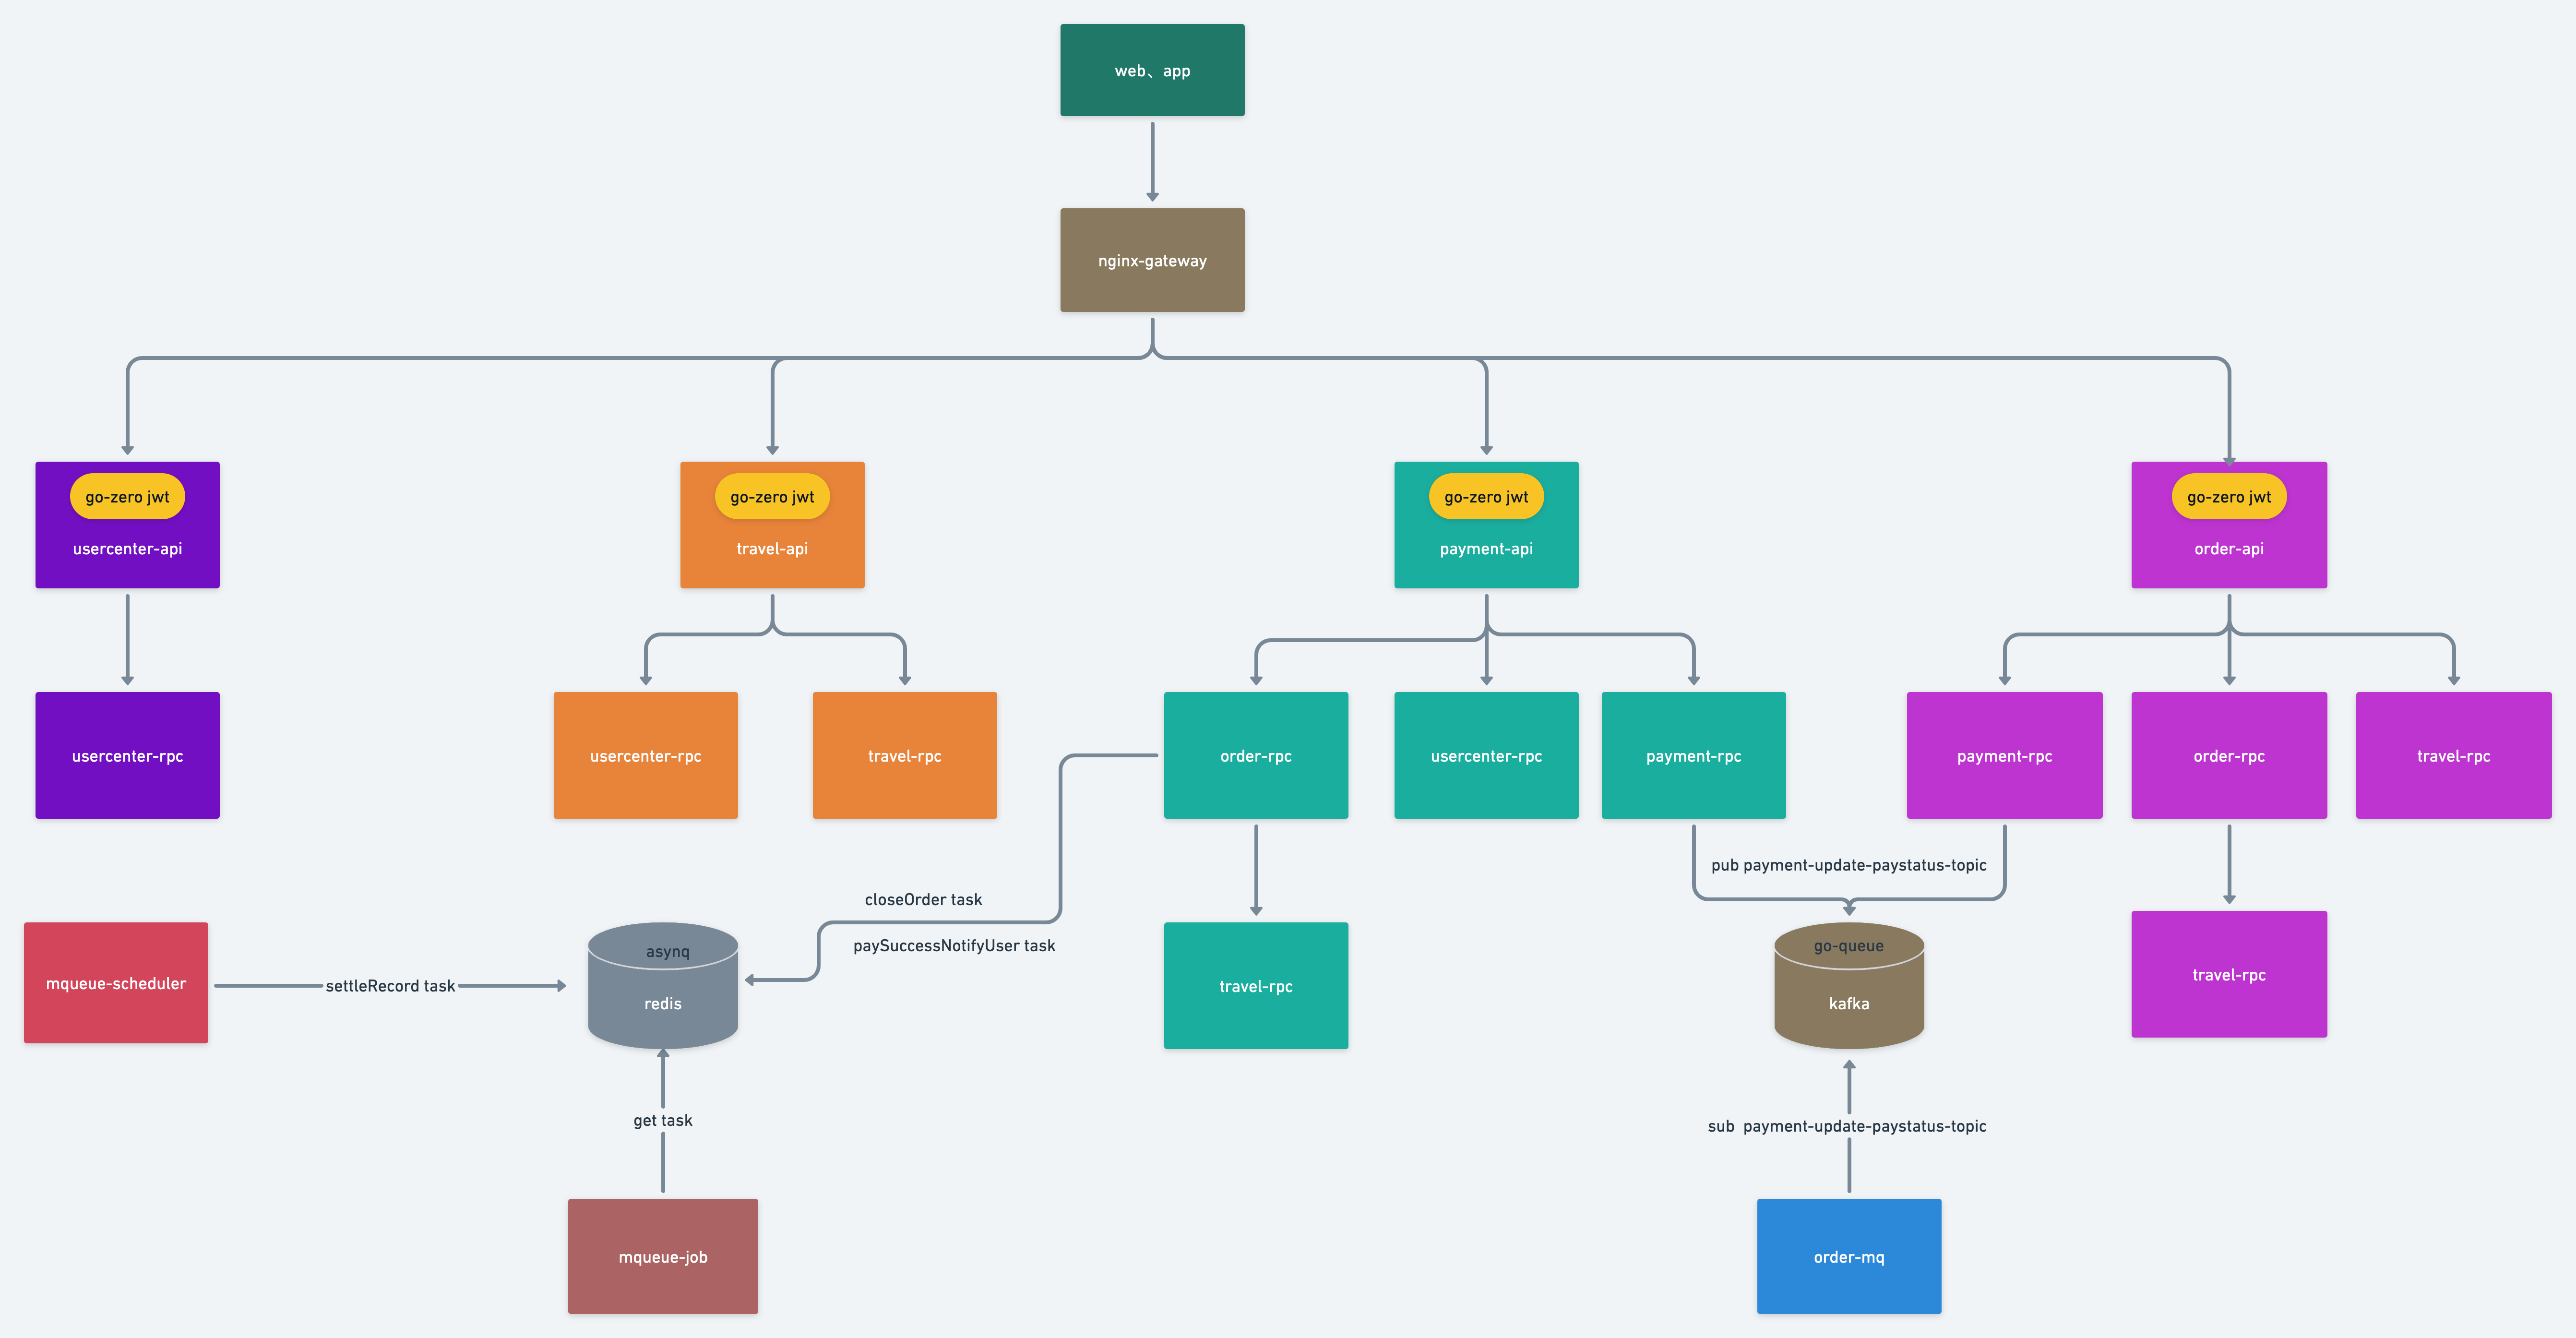 web、app
nginx-gateway
go-zero jwt
usercenter-api
go-zero jwt
travel-api
go-zero jwt
payment-api
go-zero jwt
order-api
usercenter-rpc
usercenter-rpc
travel-rpc
order-rpc
usercenter-rpc
payment-rpc
payment-rpc
order-rpc
travel-rpc
pub payment-update-paystatus-topic
closeOrder task
paySuccessNotifyUser task
mqueue-scheduler
settleRecord task
asynq
redis
travel-rpc
go-queue
kafka
travel-rpc
get task
sub  payment-update-paystatus-topic
mqueue-job
order-mq